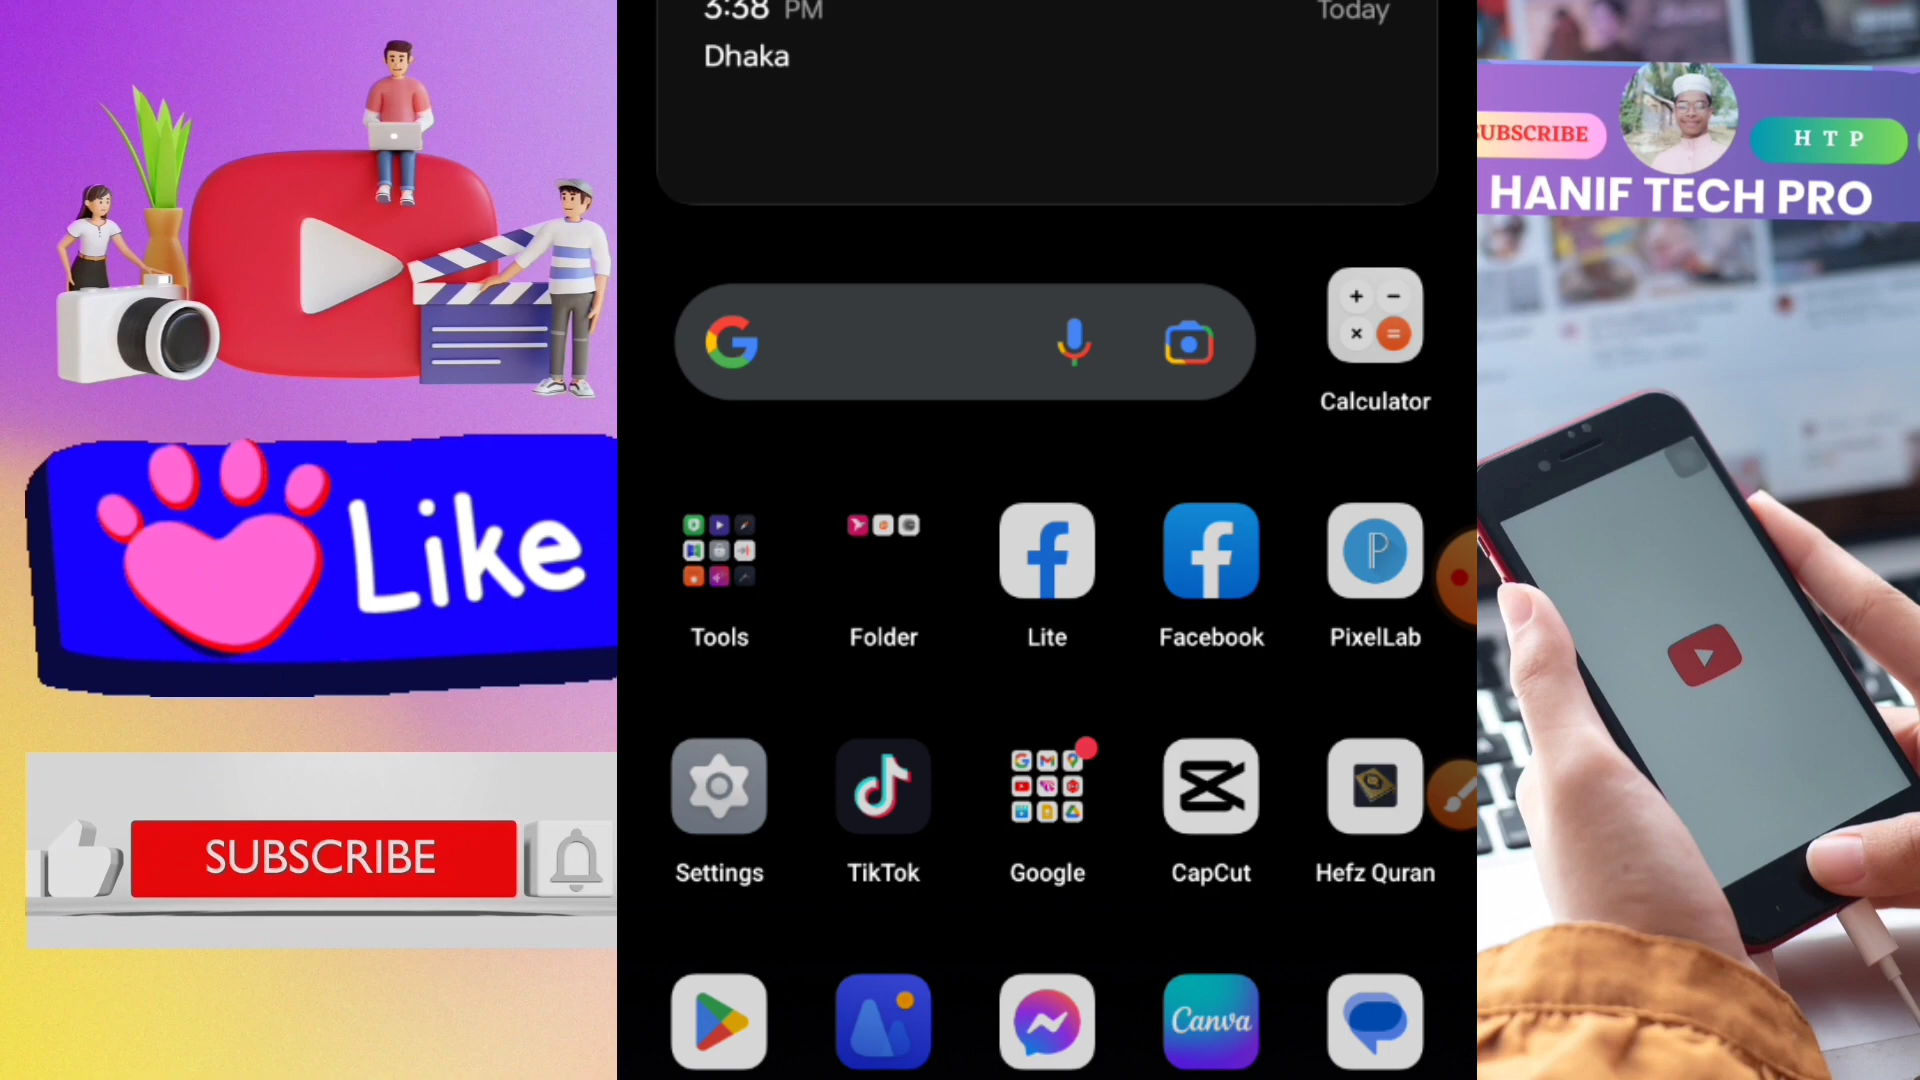 Like
SUBSCRIBE
3:38 PM
Today
Dhaka
Calculator
Tools
Folder
Lite
Facebook
PixelLab
Settings
TikTok
Google
CapCut
Hefz Quran
Canva
SUBSCRIBE
H T P
HANIF TECH PRO